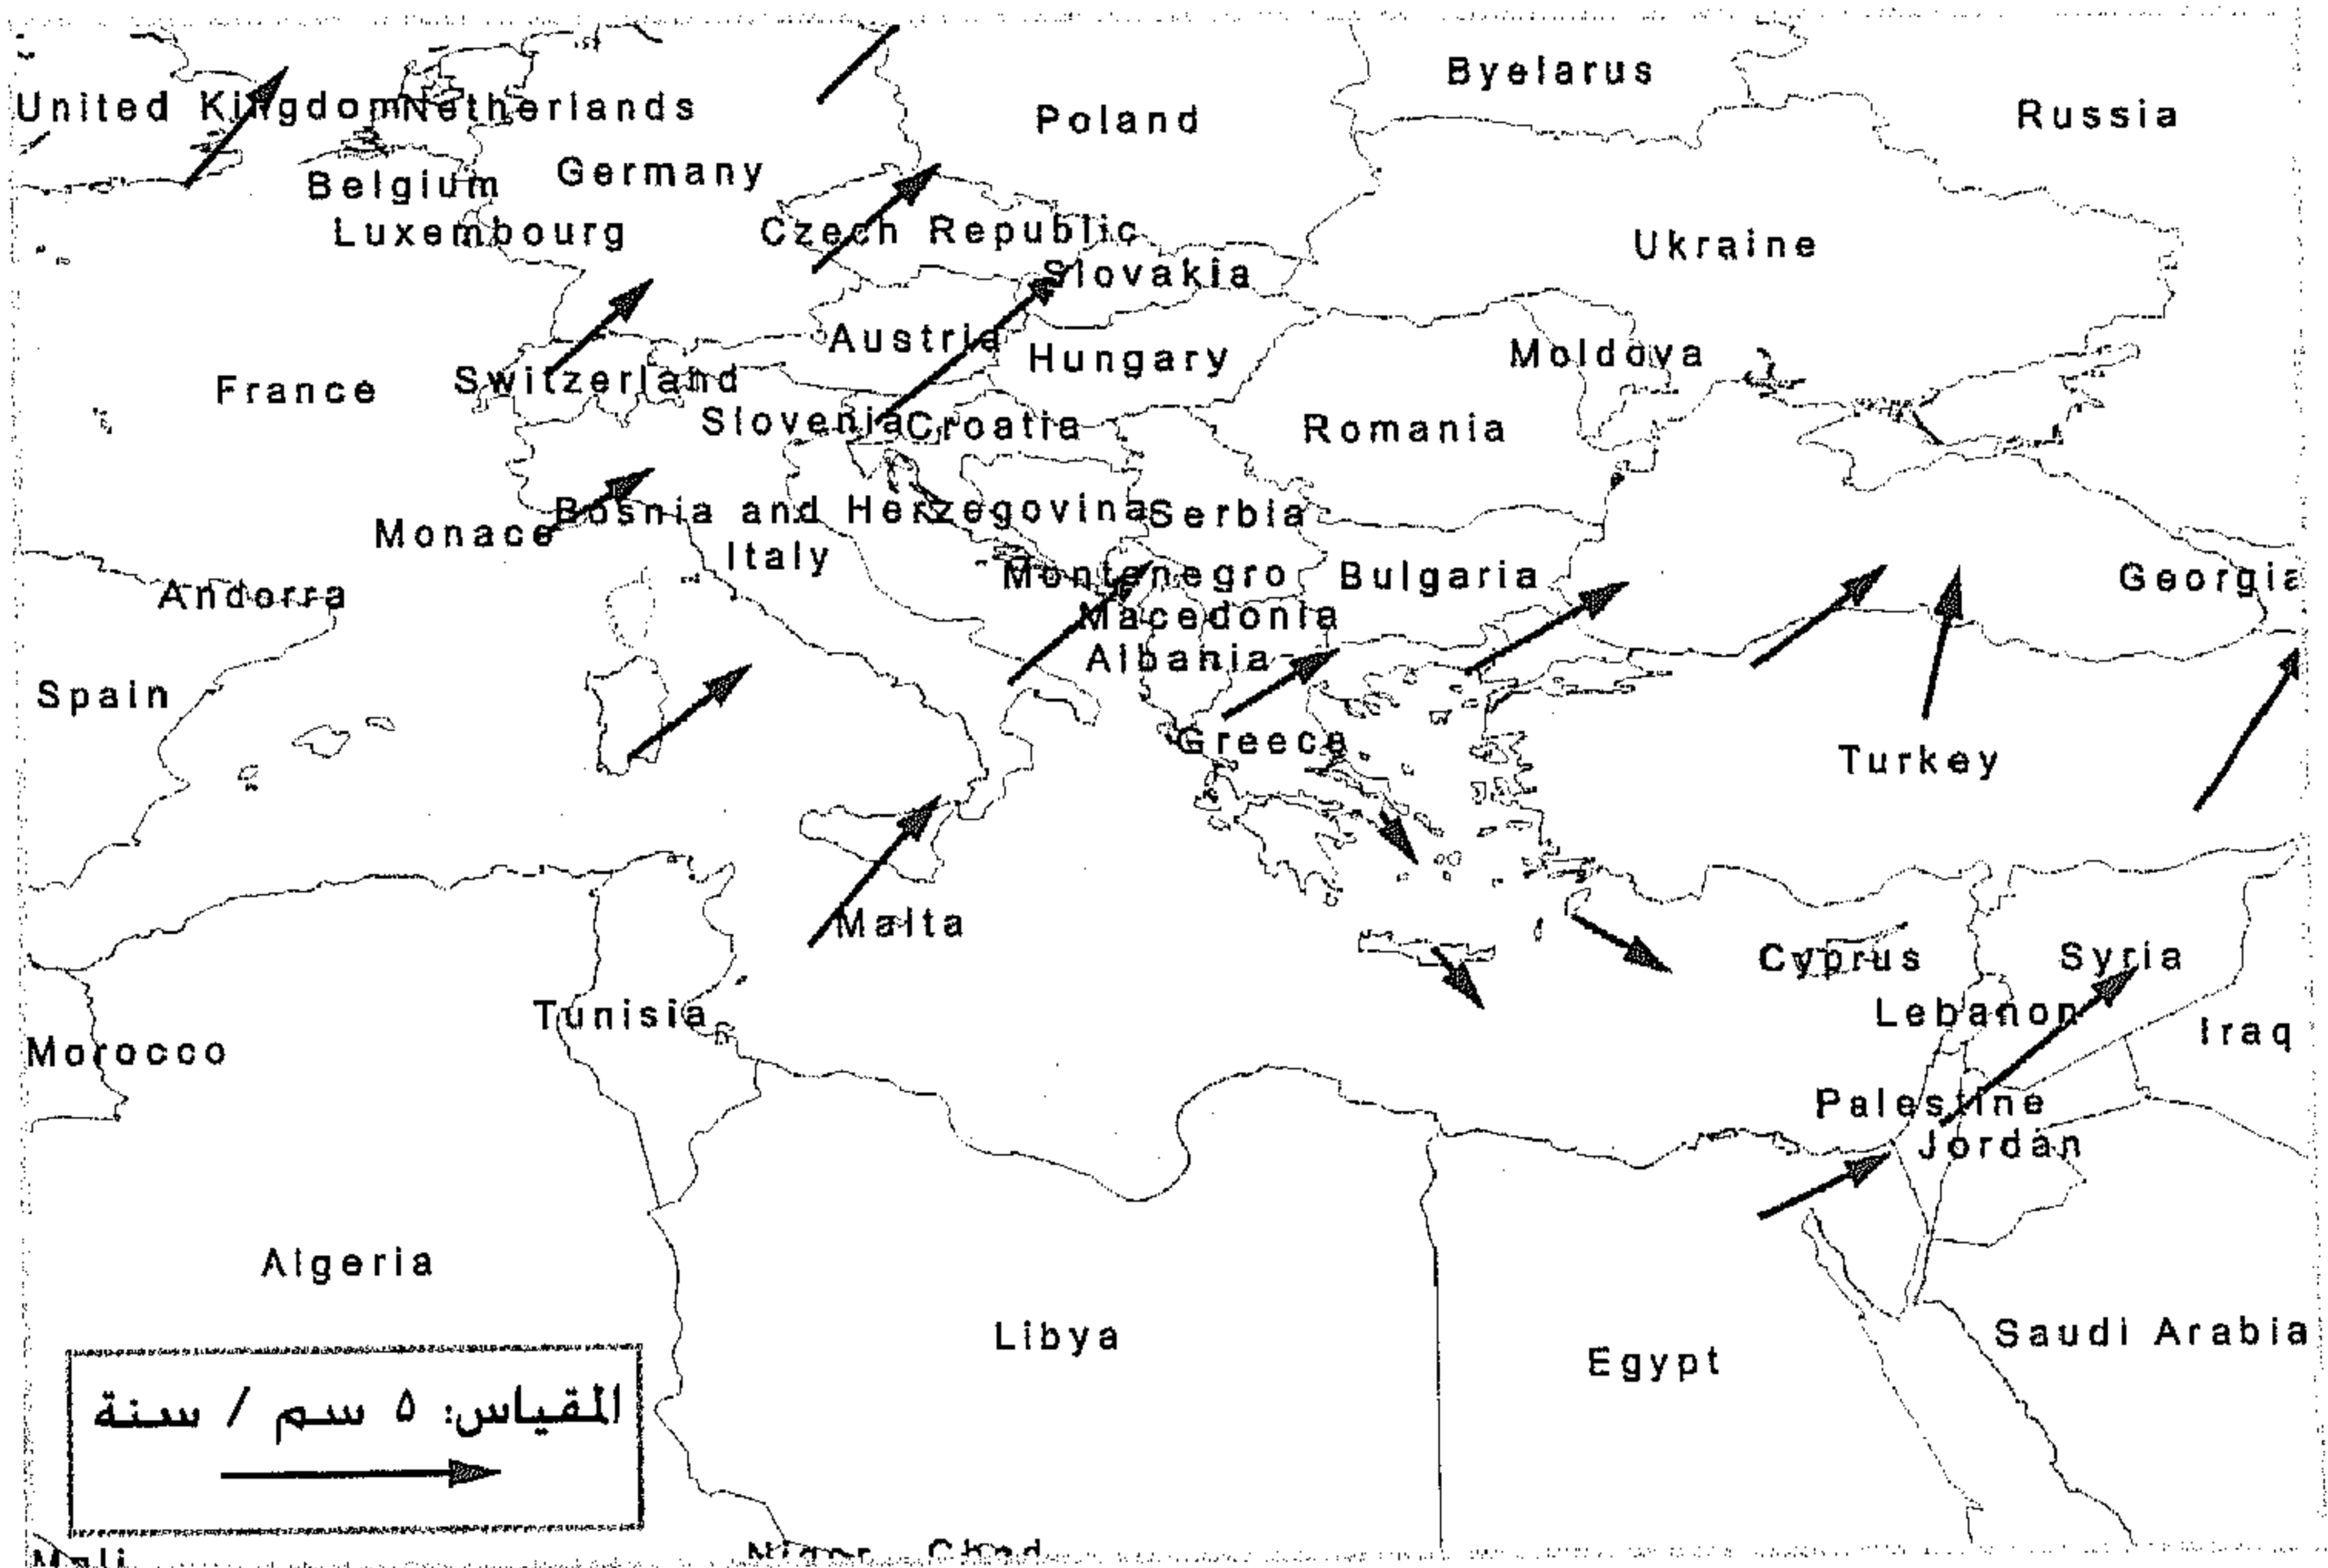 Byelarus
United Kingdom
Netherlands
Poland
Russia
Belgium
Germany
Luxembourg
Czech Republic
Ukraine
Slovakia
Austria
Hungary
Moldova
France
Switzerland
Slovenia
Croatia
Romania
Monace
Bosnia and Herzegovina
Serbia
Italy
Andorra
Montenegro
Bulgaria
Georgia
Macedonia
Albania
Spain
Greece
Turkey
Malta
Cyprus
Syria
Tunisia
Lebanon
Iraq
Morocco
Palestine
Jordan
Algeria
Libya
Egypt
Saudi Arabia
المقياس: ٥ سم / سنة
Mali
Niger
Chad